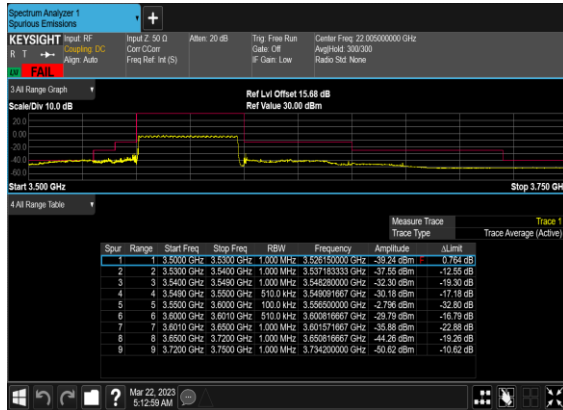 Spectrum Analyzer 1
Spurious Emissions
KEYSIGHT Input: RF Input Z: 50 Ω Atten: 20 dB Trig: Free Run Center Freq: 22.005000000 GHz
R T Coupling: DC Corr CCorr Gate: Off Avg|Hold: 300/300
Align: Auto Freq Ref: Int (S) IF Gain: Low Radio Std: None
LM FAIL
3 All Range Graph
Ref Lvl Offset 15.68 dB
Scale/Div 10.0 dB Ref Value 30.00 dBm
20.0
0.00
-20.0
-40.0
-60.0
Start 3.500 GHz Stop 3.750 GHz
4 All Range Table
Measure Trace Trace 1
Trace Type Trace Average (Active)
Spur Range Start Freq Stop Freq RBW Frequency Amplitude ΔLimit
1 1 3.5000 GHz 3.5300 GHz 1.000 MHz 3.526150000 GHz -39.24 dBm F 0.764 dB
2 2 3.5300 GHz 3.5400 GHz 1.000 MHz 3.537183333 GHz -37.55 dBm -12.55 dB
3 3 3.5400 GHz 3.5490 GHz 1.000 MHz 3.548280000 GHz -32.30 dBm -19.30 dB
4 4 3.5490 GHz 3.5500 GHz 510.0 kHz 3.549091667 GHz -30.18 dBm -17.18 dB
5 5 3.5500 GHz 3.6000 GHz 100.0 kHz 3.556500000 GHz -2.796 dBm -32.80 dB
6 6 3.6000 GHz 3.6010 GHz 510.0 kHz 3.600816667 GHz -29.79 dBm -16.79 dB
7 7 3.6010 GHz 3.6500 GHz 1.000 MHz 3.601571667 GHz -35.88 dBm -22.88 dB
8 8 3.6500 GHz 3.7200 GHz 1.000 MHz 3.650816667 GHz -44.26 dBm -19.26 dB
9 9 3.7200 GHz 3.7500 GHz 1.000 MHz 3.734200000 GHz -50.62 dBm -10.62 dB
Mar 22, 2023
5:12:59 AM